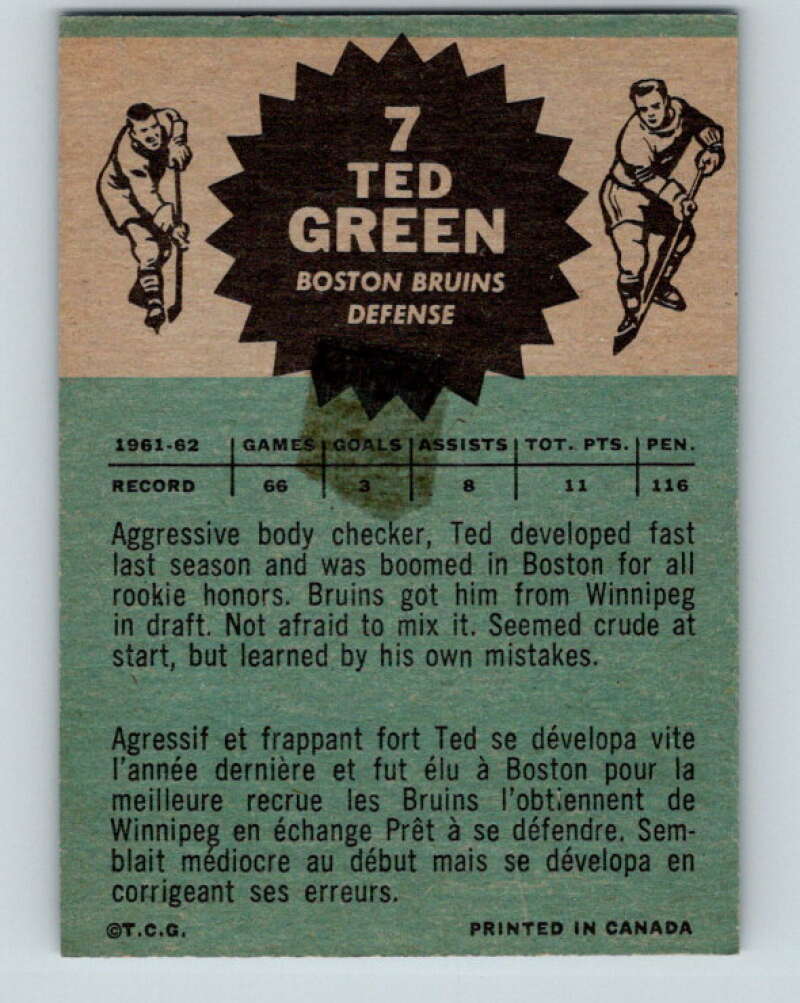 7
TED
GREEN
BOSTON BRUINS
DEFENSE
1961-62 GAMES GOALS ASSISTS TOT. PTS. PEN.
RECORD 66 3 8 11 116
Aggressive body checker, Ted developed fast
last season and was boomed in Boston for all
rookie honors. Bruins got him from Winnipeg
in draft. Not afraid to mix it. Seemed crude at
start, but learned by his own mistakes.
Agressif et frappant fort Ted se dévelopa vite
l'année dernière et fut élu à Boston pour la
meilleure recrue les Bruins l'obtiennent de
Winnipeg en échange Prêt à se défendre. Sem-
blait médiocre au début mais se dévelopa en
corrigeant ses erreurs.
©T.C.G. PRINTED IN CANADA